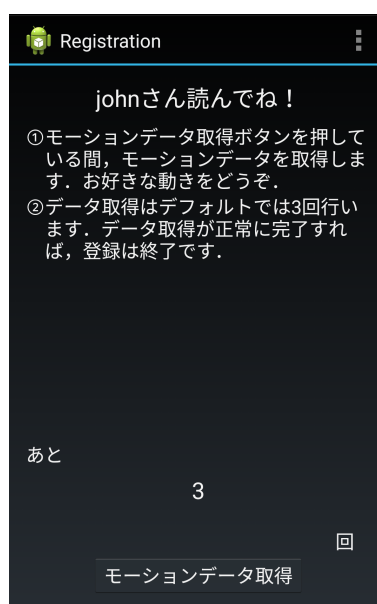 Registration
johnさん読んでね！
①モーションデータ取得ボタンを押して
いる間，モーションデータを取得しま
す．お好きな動きをどうぞ．
②データ取得はデフォルトでは3回行い
ます．データ取得が正常に完了すれ
ば，登録は終了です．
あと
3
回
モーションデータ取得